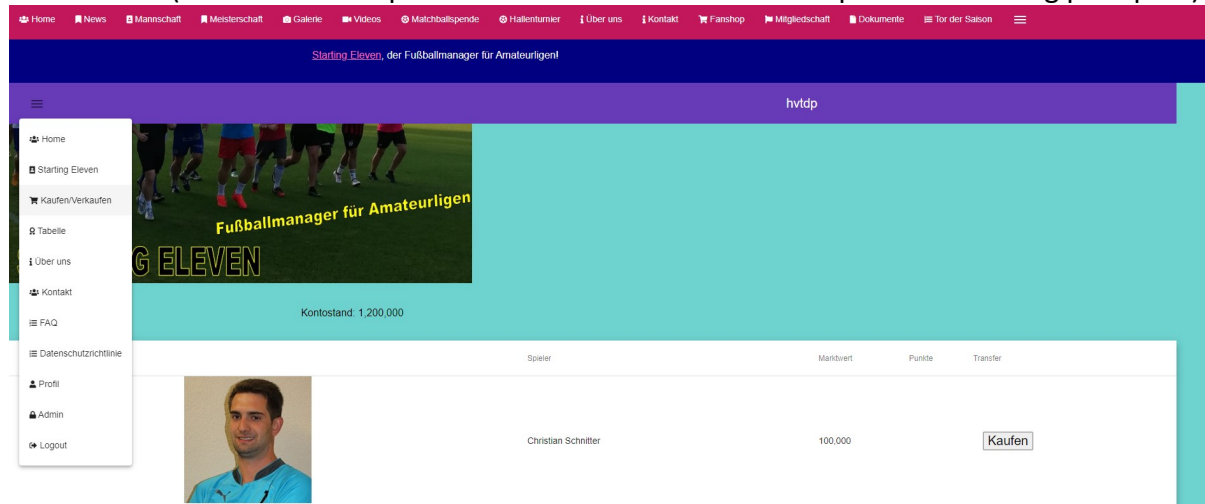 Home News Mannschaft Meisterschaft Galerie Videos Matchballspende Hallenturnier Über uns Kontakt Fanshop Mitgliedschaft Dokumente Tor der Saison
Starting Eleven, der Fußballmanager für Amateurligen!
hvtdp
Home
Starting Eleven
Kaufen/Verkaufen
Tabelle
Über uns
Kontakt
FAQ
Datenschutzrichtlinie
Profil
Admin
Logout
Fußballmanager für Amateurligen
G ELEVEN
Kontostand: 1,200,000
Spieler Marktwert Punkte Transfer
Christian Schnitter 100,000 Kaufen